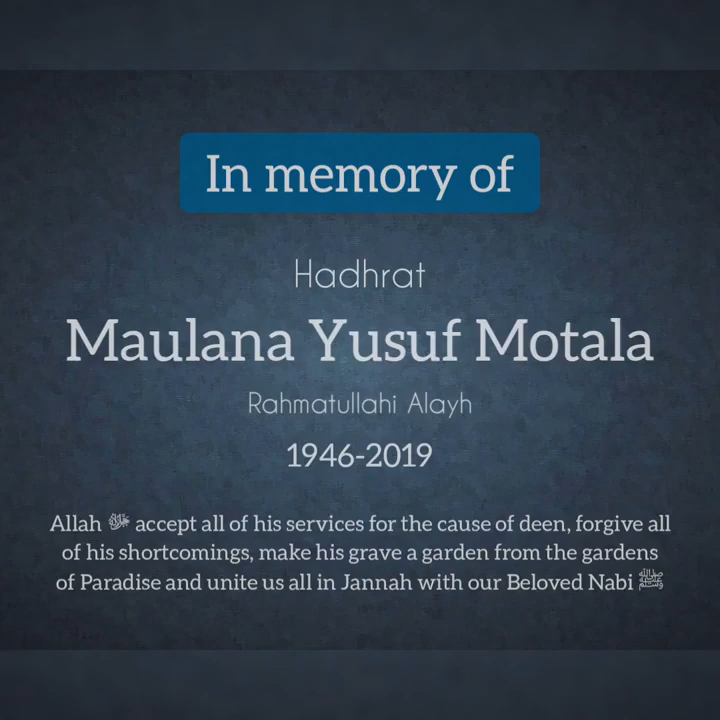 In memory of
Hadhrat
Maulana Yusuf Motala
Rahmatullahi Alayh
1946-2019
Allah ﷻ accept all of his services for the cause of deen, forgive all
of his shortcomings, make his grave a garden from the gardens
of Paradise and unite us all in Jannah with our Beloved Nabi ﷺ